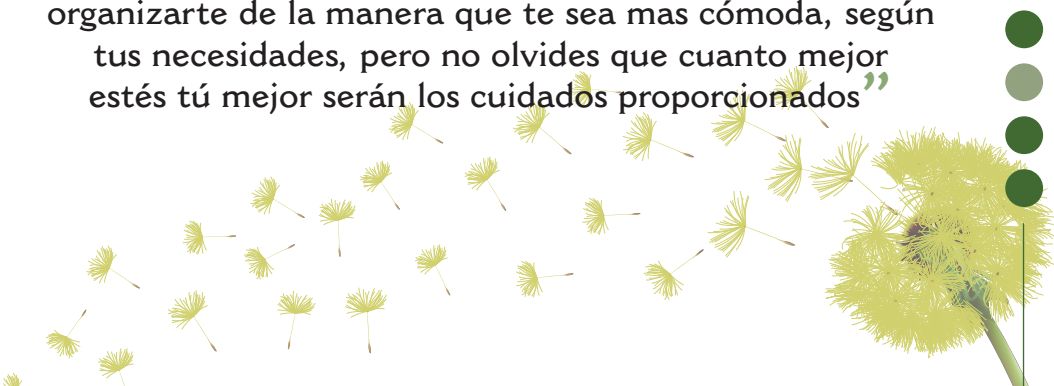 organizarte de la manera que te sea mas cómoda, según
tus necesidades, pero no olvides que cuanto mejor
estés tú mejor serán los cuidados proporcionados”